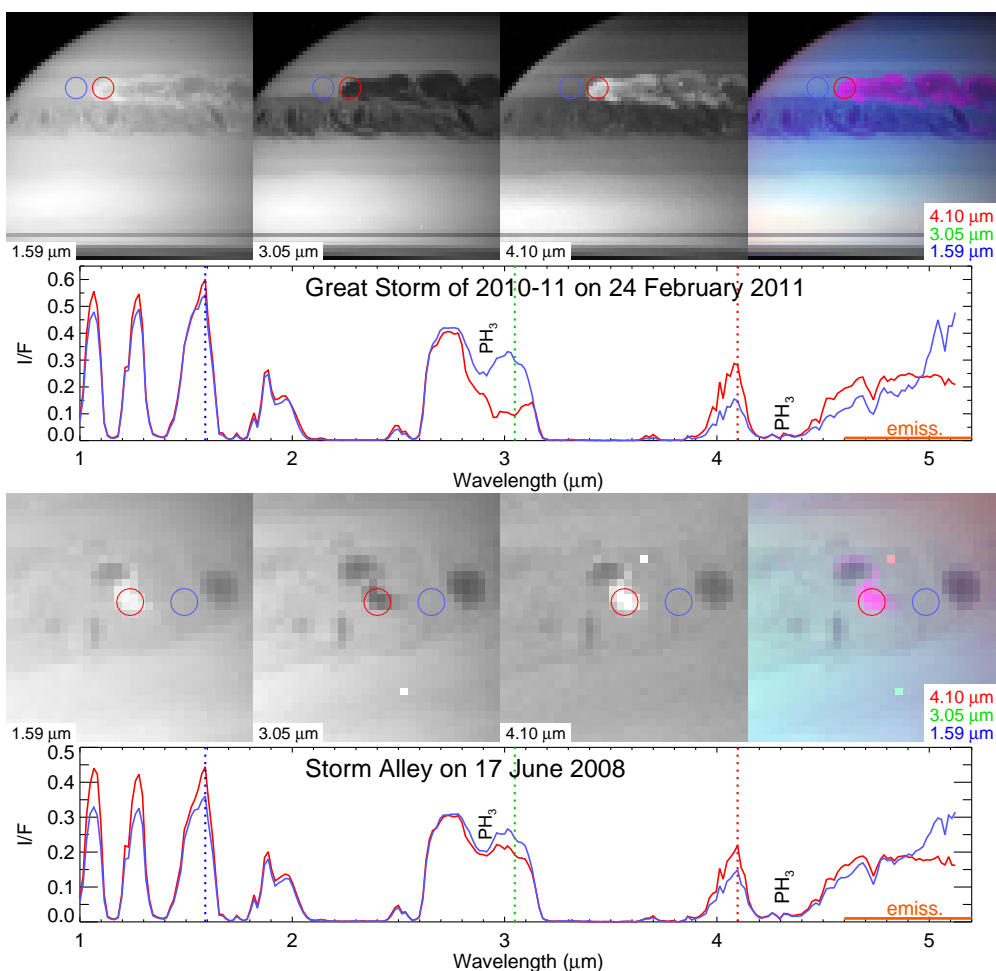 1.59 μm
3.05 μm
4.10 μm
4.10 μm
3.05 μm
1.59 μm
Great Storm of 2010-11 on 24 February 2011
0.6
0.5
0.4
0.3
0.2
0.1
0.0
I/F
PH3
PH3
emiss.
1 2 3 4 5
Wavelength (μm)
1.59 μm
3.05 μm
4.10 μm
4.10 μm
3.05 μm
1.59 μm
Storm Alley on 17 June 2008
0.5
0.4
0.3
0.2
0.1
0.0
I/F
PH3
PH3
emiss.
1 2 3 4 5
Wavelength (μm)